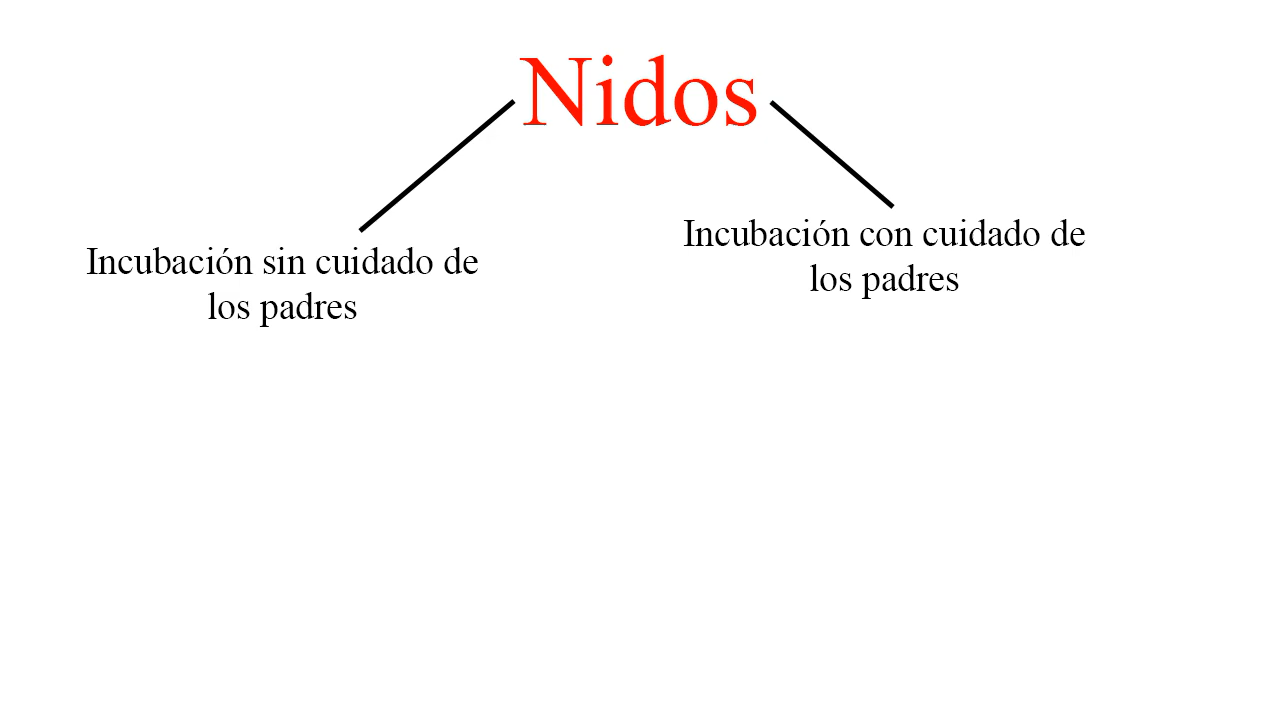 Nidos
Incubación sin cuidado de
los padres
Incubación con cuidado de
los padres